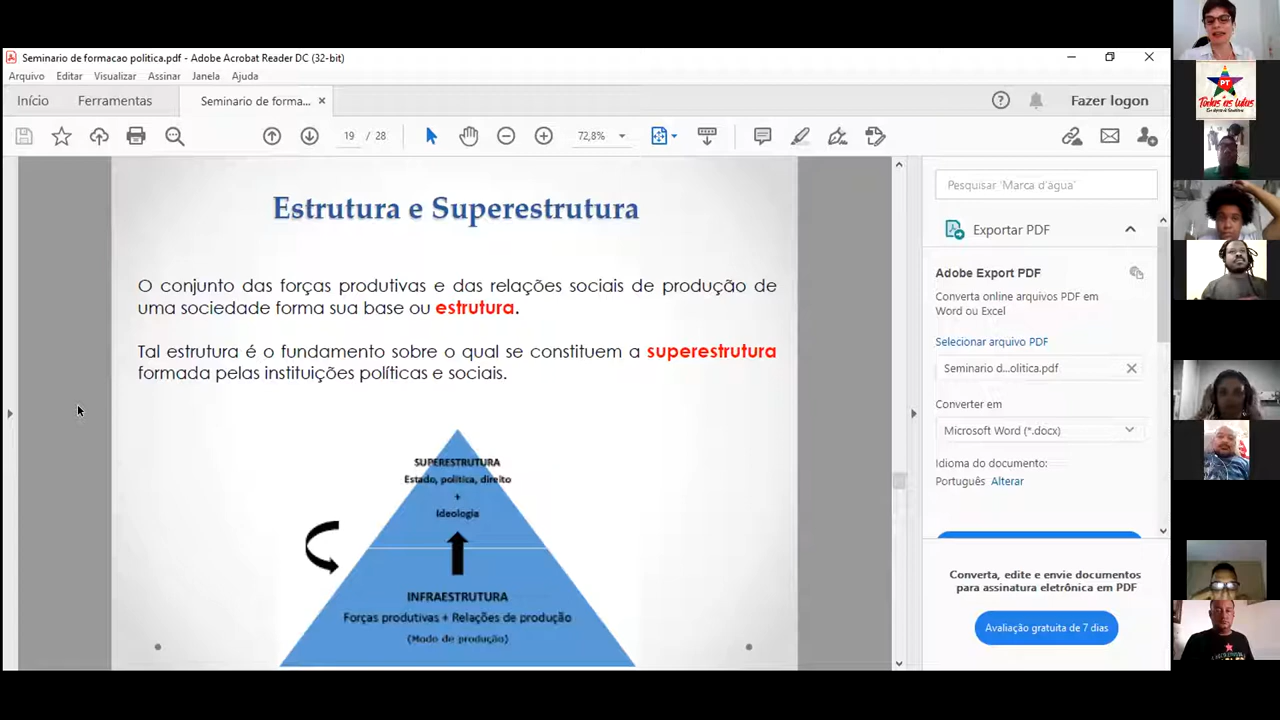 Seminario de formacao politica.pdf - Adobe Acrobat Reader DC (32-bit)
Arquivo Editar Visualizar Assinar Janela Ajuda
Início Ferramentas Seminario de forma... × Fazer logon
19 / 28 72,8%
Estrutura e Superestrutura
O conjunto das forças produtivas e das relações sociais de produção de
uma sociedade forma sua base ou estrutura.
Tal estrutura é o fundamento sobre o qual se constituem a superestrutura
formada pelas instituições políticas e sociais.
SUPERESTRUTURA
Estado, política, direito
+
Ideologia
INFRAESTRUTURA
Forças produtivas + Relações de produção
(Modo de produção)
Pesquisar 'Marca d'água'
Exportar PDF
Adobe Export PDF
Converta online arquivos PDF em
Word ou Excel
Selecionar arquivo PDF
Seminario d...olitica.pdf
Converter em
Microsoft Word (*.docx)
Idioma do documento:
Português Alterar
Converta, edite e envie documentos
para assinatura eletrônica em PDF
Avaliação gratuita de 7 dias
PT
Todas as lutas